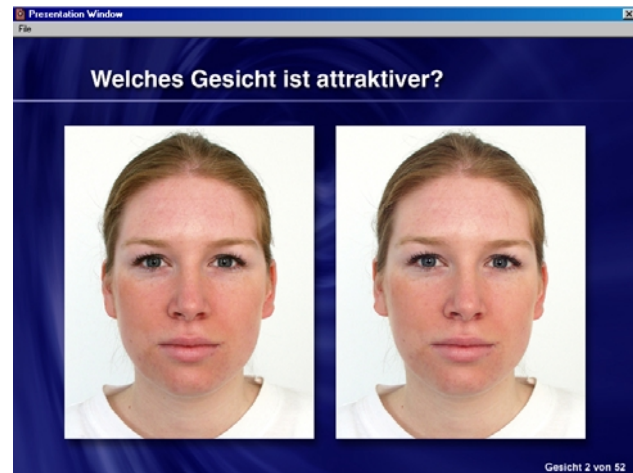 Presentation Window
File
Welches Gesicht ist attraktiver?
Gesicht 2 von 52